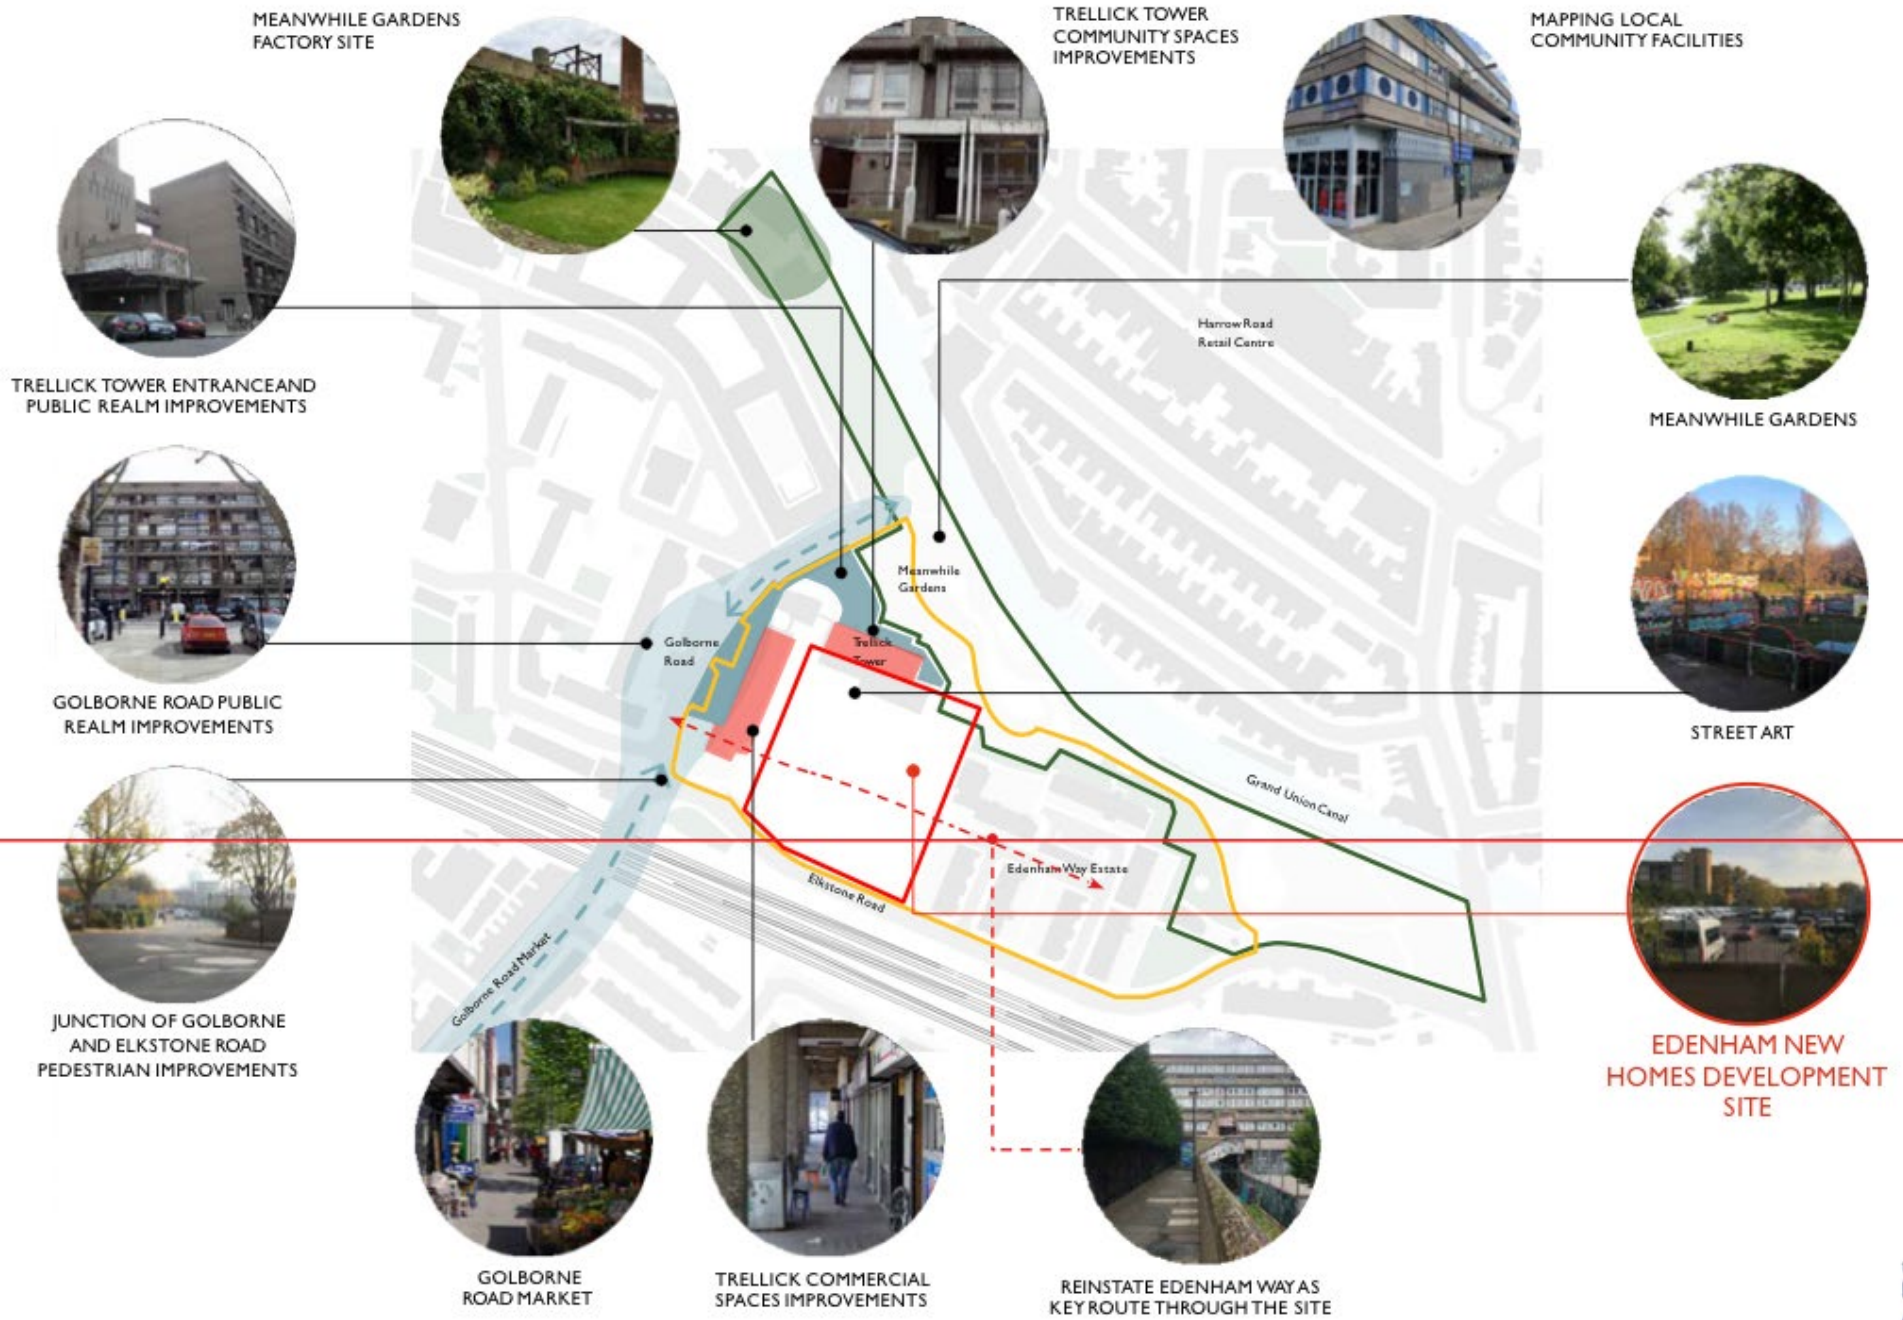 MEANWHILE GARDENS
FACTORY SITE
TRELLICK TOWER
COMMUNITY SPACES
IMPROVEMENTS
MAPPING LOCAL
COMMUNITY FACILITIES
TRELLICK TOWER ENTRANCEAND
PUBLIC REALM IMPROVEMENTS
Harrow Road
Retail Centre
MEANWHILE GARDENS
Meanwhile
Gardens
Golborne
Road
Trellick
Tower
GOLBORNE ROAD PUBLIC
REALM IMPROVEMENTS
STREET ART
Grand Union Canal
Edenham Way Estate
Elkstone Road
Golborne Road Market
JUNCTION OF GOLBORNE
AND ELKSTONE ROAD
PEDESTRIAN IMPROVEMENTS
EDENHAM NEW
HOMES DEVELOPMENT
SITE
GOLBORNE
ROAD MARKET
TRELLICK COMMERCIAL
SPACES IMPROVEMENTS
REINSTATE EDENHAM WAY AS
KEY ROUTE THROUGH THE SITE